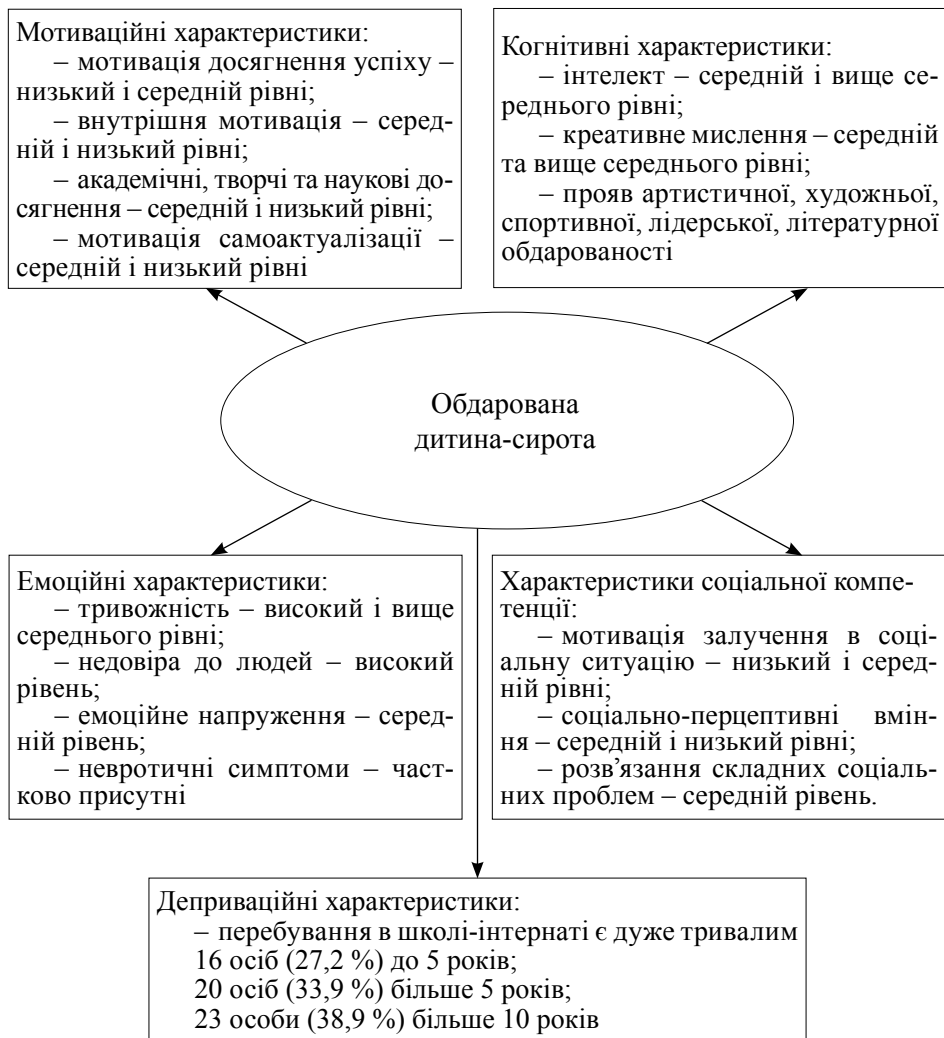 Мотиваційні характеристики:
– мотивація досягнення успіху –
низький і середній рівні;
– внутрішня мотивація – серед-
ній і низький рівні;
– академічні, творчі та наукові до-
сягнення – середній і низький рівні;
– мотивація самоактуалізації –
середній і низький рівні
Когнітивні характеристики:
– інтелект – середній і вище се-
реднього рівні;
– креативне мислення – середній
та вище середнього рівні;
– прояв артистичної, художньої,
спортивної, лідерської, літературної
обдарованості
Обдарована
дитина-сирота
Емоційні характеристики:
– тривожність – високий і вище
середнього рівні;
– недовіра до людей – високий
рівень;
– емоційне напруження – серед-
ній рівень;
– невротичні симптоми – част-
ково присутні
Характеристики соціальної компе-
тенції:
– мотивація залучення в соці-
альну ситуацію – низький і серед-
ній рівні;
– соціально-перцептивні вмін-
ня – середній і низький рівні;
– розв'язання складних соціаль-
них проблем – середній рівень.
Деприваційні характеристики:
– перебування в школі-інтернаті є дуже тривалим
16 осіб (27,2 %) до 5 років;
20 осіб (33,9 %) більше 5 років;
23 особи (38,9 %) більше 10 років